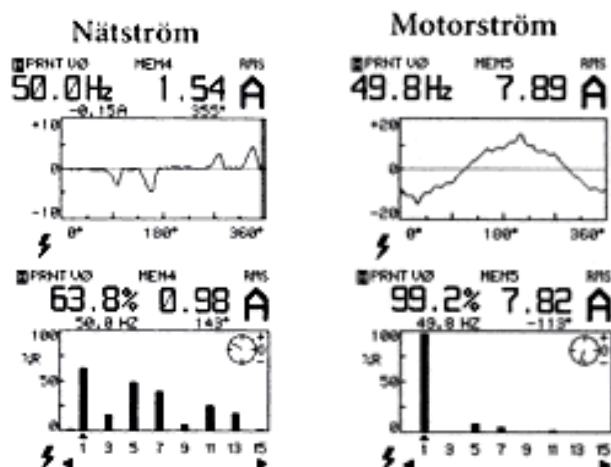 Nätström
PRNT VØ MEM4 RMS
50.0Hz 1.54 A
-0.15A 355°
+10
0
-10
0° 180° 360°
PRNT VØ MEM4 RMS
63.8% 0.98 A
50.0 HZ 143°
100
%R
50
0
+
0
-
1 3 5 7 9 11 13 15
Motorström
PRNT VØ MEM5 RMS
49.8Hz 7.89 A
+20
0
-20
0° 180° 360°
PRNT VØ MEM5 RMS
99.2% 7.82 A
49.8 HZ -113°
100
%R
50
0
+
0
-
1 3 5 7 9 11 13 15